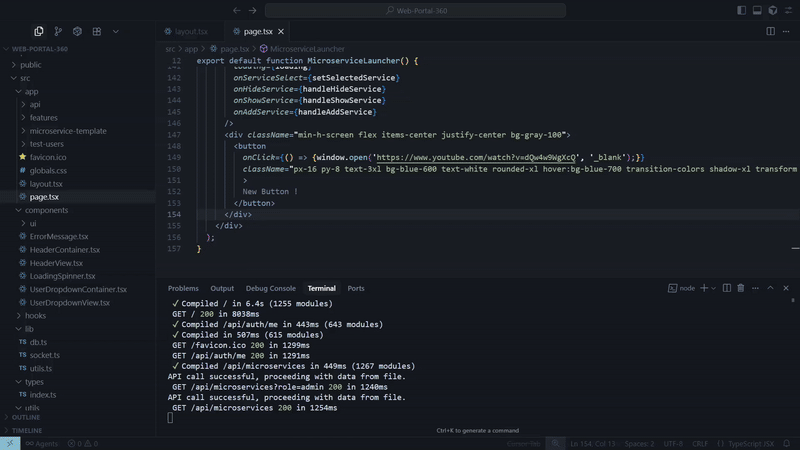 Web-Portal-360
WEB-PORTAL-360
public
src
app
api
features
microservice-template
test-users
favicon.ico
globals.css
layout.tsx
page.tsx
components
ui
ErrorMessage.tsx
HeaderContainer.tsx
HeaderView.tsx
LoadingSpinner.tsx
UserDropdownContainer.tsx
UserDropdownView.tsx
hooks
lib
TS db.ts
TS socket.ts
TS utils.ts
types
TS index.ts
utils
OUTLINE
TIMELINE
layout.tsx page.tsx
src > app > page.tsx > MicroserviceLauncher
12 export default function MicroserviceLauncher() {
141 loading={loading}
142 onServiceSelect={setSelectedService}
143 onHideService={handleHideService}
144 onShowService={handleShowService}
145 onAddService={handleAddService}
146 />
147 <div className="min-h-screen flex items-center justify-center bg-gray-100">
148 <button
149 onClick={() => {window.open('https://www.youtube.com/watch?v=dQw4w9WgXcQ', '_blank');}}
150 className="px-16 py-8 text-3xl bg-blue-600 text-white rounded-xl hover:bg-blue-700 transition-colors shadow-xl transform
151 >
152 New Button !
153 </button>
154 </div>
155 </div>
156 );
157 }
Problems Output Debug Console Terminal Ports
node
✓ Compiled / in 6.4s (1255 modules)
GET / 200 in 8038ms
✓ Compiled /api/auth/me in 443ms (643 modules)
✓ Compiled in 507ms (615 modules)
GET /favicon.ico 200 in 1299ms
GET /api/auth/me 200 in 1291ms
✓ Compiled /api/microservices in 449ms (1267 modules)
API call successful, proceeding with data from file.
GET /api/microservices?role=admin 200 in 1240ms
API call successful, proceeding with data from file.
GET /api/microservices 200 in 1254ms
Ctrl+K to generate a command
Agents 0 0 Cursor Tab Ln 154, Col 13 Spaces: 2 UTF-8 CRLF {} TypeScript JSX